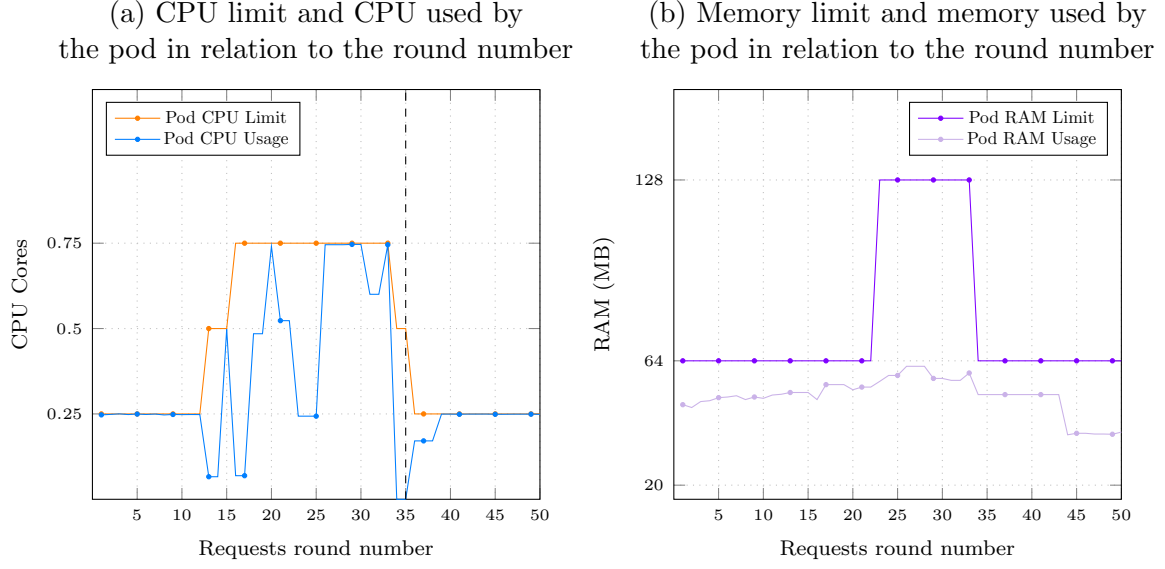 (a) CPU limit and CPU used by
the pod in relation to the round number
Pod CPU Limit
Pod CPU Usage
0.75
0.5
0.25
CPU Cores
5 10 15 20 25 30 35 40 45 50
Requests round number
(b) Memory limit and memory used by
the pod in relation to the round number
Pod RAM Limit
Pod RAM Usage
128
64
20
RAM (MB)
5 10 15 20 25 30 35 40 45 50
Requests round number